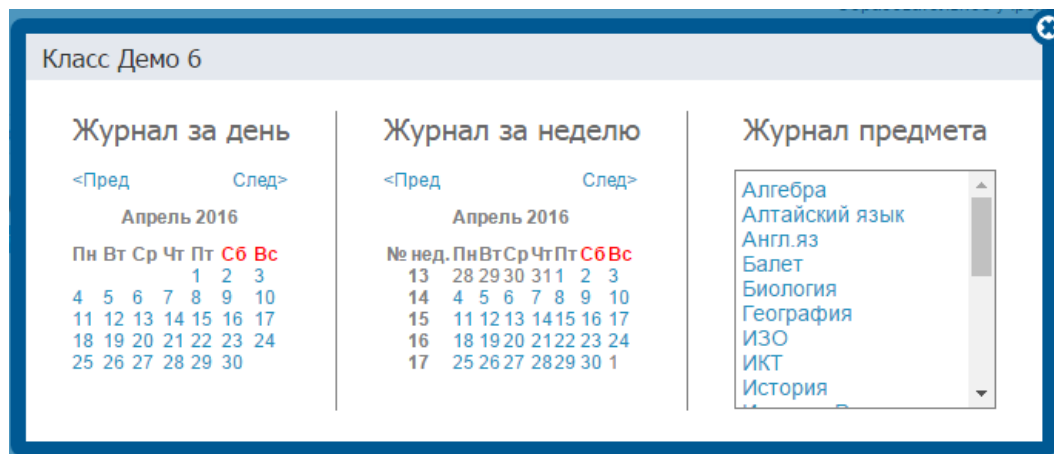 Класс Демо 6
Журнал за день
<Пред След>
Апрель 2016
Пн Вт Ср Чт Пт Сб Вс
1 2 3
4 5 6 7 8 9 10
11 12 13 14 15 16 17
18 19 20 21 22 23 24
25 26 27 28 29 30
Журнал за неделю
<Пред След>
Апрель 2016
№ нед. Пн Вт Ср Чт Пт Сб Вс
13 28 29 30 31 1 2 3
14 4 5 6 7 8 9 10
15 11 12 13 14 15 16 17
16 18 19 20 21 22 23 24
17 25 26 27 28 29 30 1
Журнал предмета
Алгебра
Алтайский язык
Англ.яз
Балет
Биология
География
ИЗО
ИКТ
История